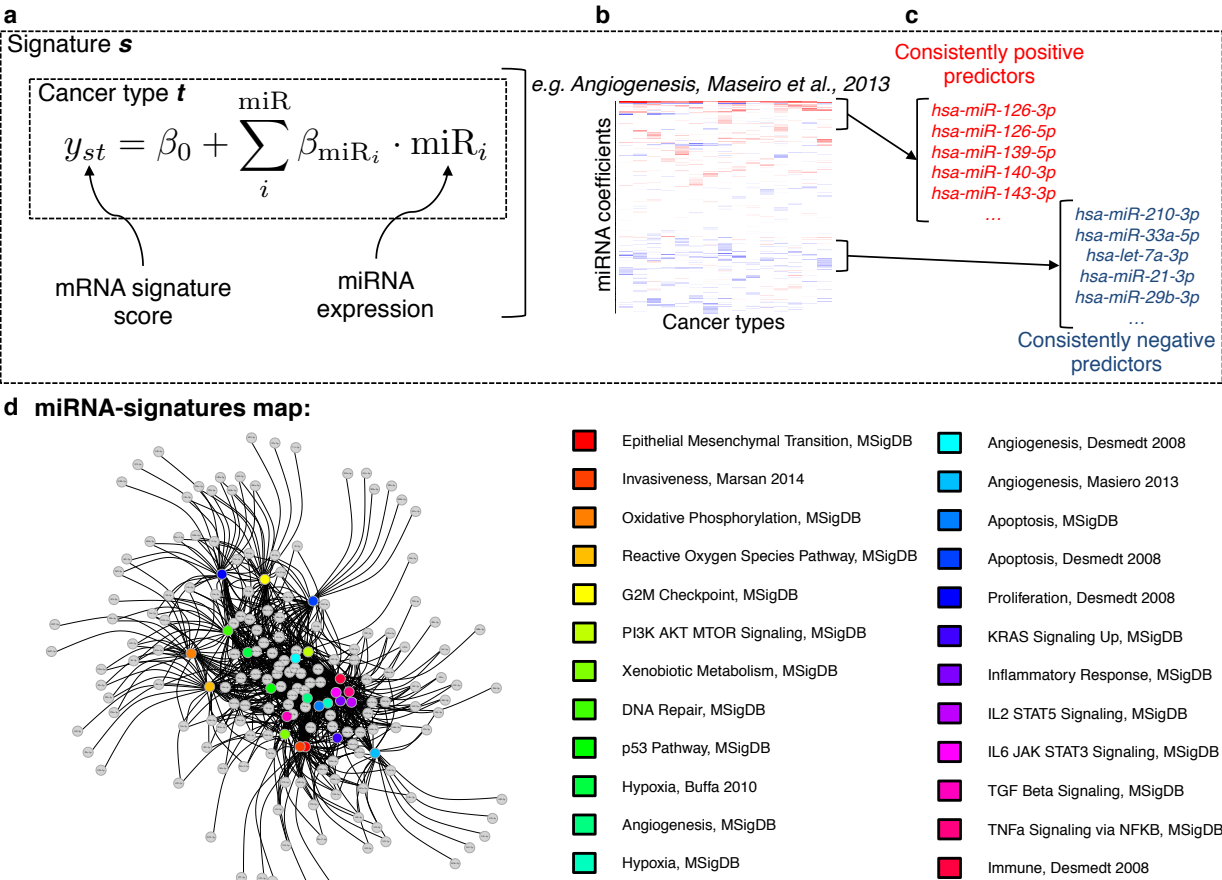 a
b
c
Signature s
Cancer type t
y_st = β_0 + ∑_i^miR β_miR_i · miR_i
mRNA signature
score
miRNA
expression
e.g. Angiogenesis, Maseiro et al., 2013
miRNA coefficients
Cancer types
Consistently positive
predictors
hsa-miR-126-3p
hsa-miR-126-5p
hsa-miR-139-5p
hsa-miR-140-3p
hsa-miR-143-3p
...
hsa-miR-210-3p
hsa-miR-33a-5p
hsa-let-7a-3p
hsa-miR-21-3p
hsa-miR-29b-3p
...
Consistently negative
predictors
d miRNA-signatures map:
Epithelial Mesenchymal Transition, MSigDB
Invasiveness, Marsan 2014
Oxidative Phosphorylation, MSigDB
Reactive Oxygen Species Pathway, MSigDB
G2M Checkpoint, MSigDB
PI3K AKT MTOR Signaling, MSigDB
Xenobiotic Metabolism, MSigDB
DNA Repair, MSigDB
p53 Pathway, MSigDB
Hypoxia, Buffa 2010
Angiogenesis, MSigDB
Hypoxia, MSigDB
Angiogenesis, Desmedt 2008
Angiogenesis, Masiero 2013
Apoptosis, MSigDB
Apoptosis, Desmedt 2008
Proliferation, Desmedt 2008
KRAS Signaling Up, MSigDB
Inflammatory Response, MSigDB
IL2 STAT5 Signaling, MSigDB
IL6 JAK STAT3 Signaling, MSigDB
TGF Beta Signaling, MSigDB
TNFa Signaling via NFKB, MSigDB
Immune, Desmedt 2008